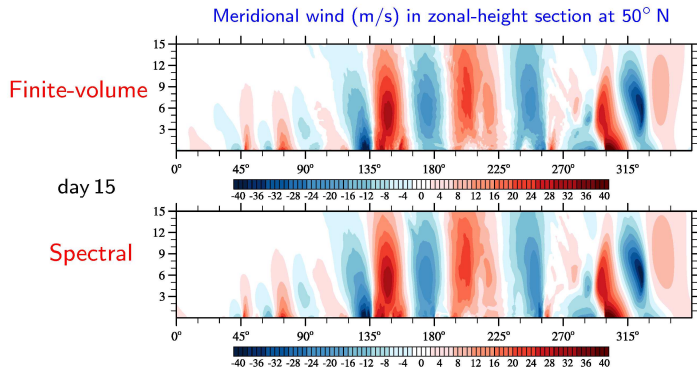 Meridional wind (m/s) in zonal-height section at 50° N
15
12
Finite-volume
9
6
3
0° 45° 90° 135° 180° 225° 270° 315°
day 15
-40 -36 -32 -28 -24 -20 -16 -12 -8 -4 0 4 8 12 16 20 24 28 32 36 40
15
12
9
Spectral
6
3
0° 45° 90° 135° 180° 225° 270° 315°
-40 -36 -32 -28 -24 -20 -16 -12 -8 -4 0 4 8 12 16 20 24 28 32 36 40